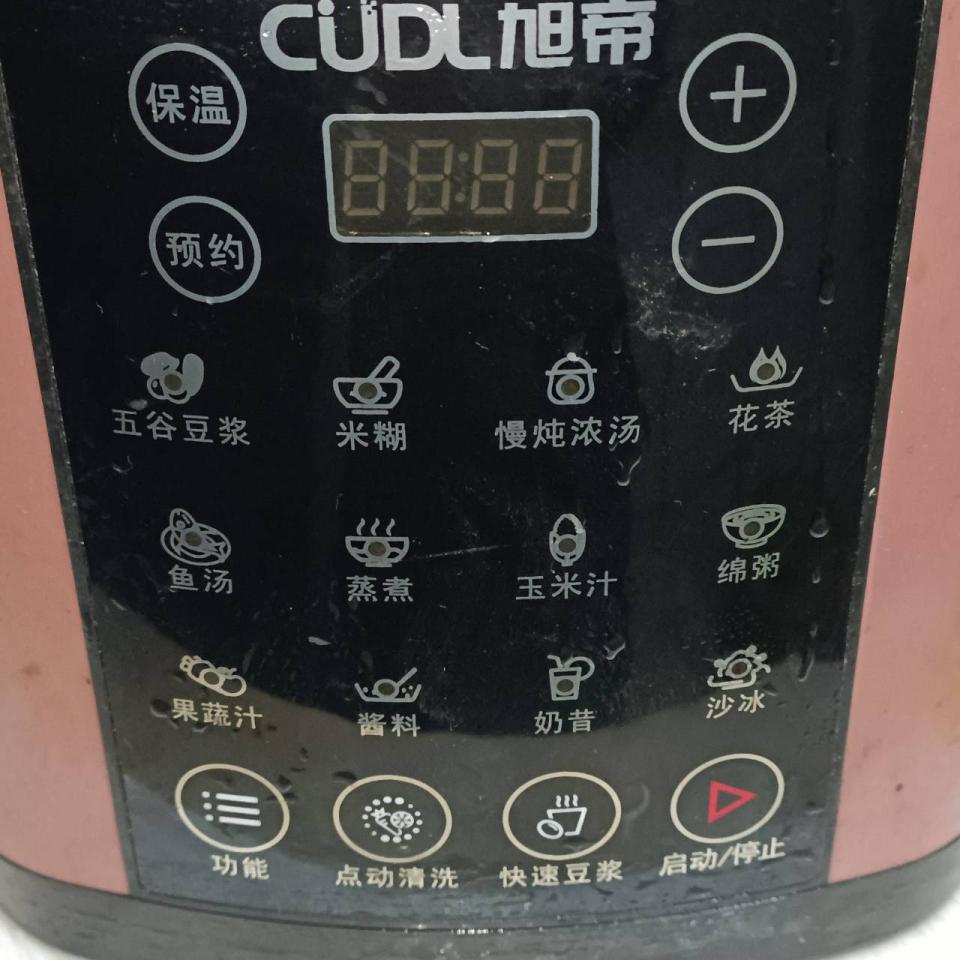 CUDL旭帝
保温
+
88:88
预约
−
五谷豆浆 米糊 慢炖浓汤 花茶
鱼汤 蒸煮 玉米汁 绵粥
果蔬汁 酱料 奶昔 沙冰
功能 点动清洗 快速豆浆 启动/停止